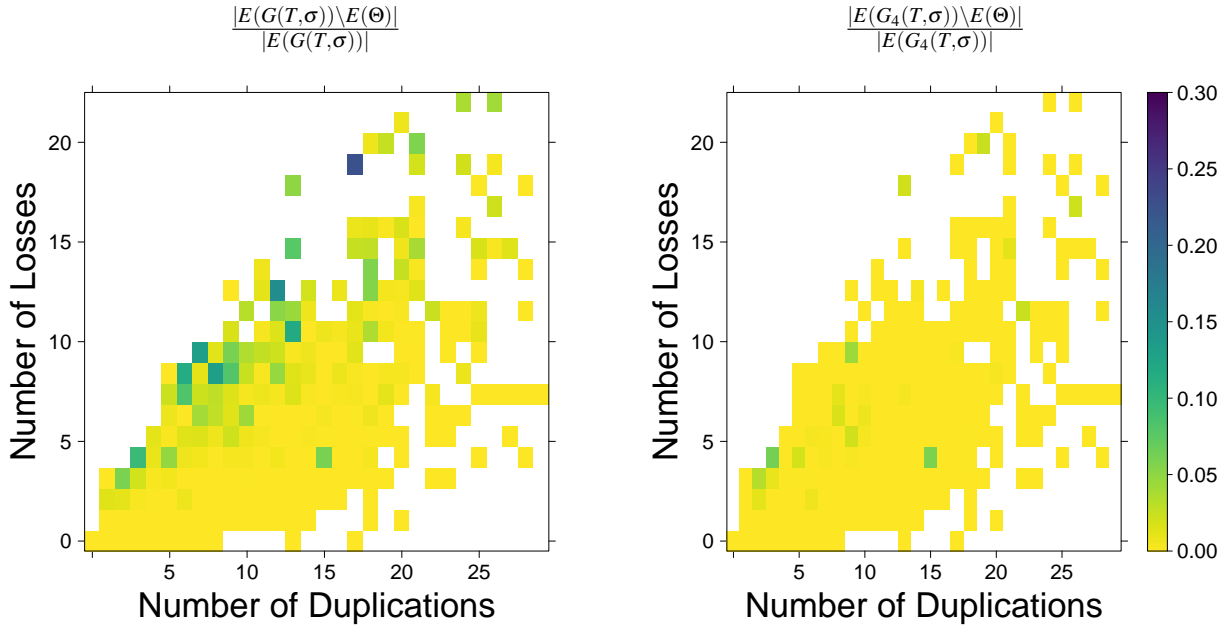 |E(G(T,σ))\E(Θ)|
|E(G(T,σ))|
|E(G₄(T,σ))\E(Θ)|
|E(G₄(T,σ))|
Number of Losses
20
15
10
5
0
5 10 15 20 25
Number of Duplications
Number of Losses
20
15
10
5
0
5 10 15 20 25
Number of Duplications
0.30
0.25
0.20
0.15
0.10
0.05
0.00